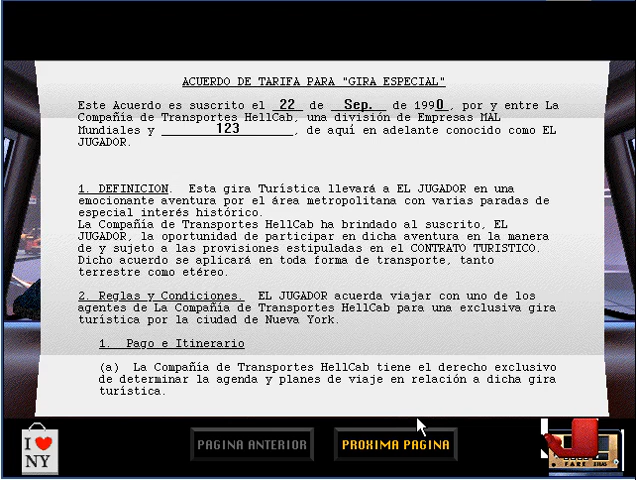 ACUERDO DE TARIFA PARA "GIRA ESPECIAL"
Este Acuerdo es suscrito el 22 de Sep. de 1990, por y entre La
Compañía de Transportes HellCab, una división de Empresas MAL
Mundiales y 123, de aquí en adelante conocido como EL
JUGADOR.
1. DEFINICION. Esta gira Turística llevará a EL JUGADOR en una
emocionante aventura por el área metropolitana con varias paradas de
especial interés histórico.
La Compañía de Transportes HellCab ha brindado al suscrito, EL
JUGADOR, la oportunidad de participar en dicha aventura en la manera
de y sujeto a las provisiones estipuladas en el CONTRATO TURISTICO.
Dicho acuerdo se aplicará en toda forma de transporte, tanto
terrestre como etéreo.
2. Reglas y Condiciones. EL JUGADOR acuerda viajar con uno de los
agentes de La Compañía de Transportes HellCab para una exclusiva gira
turística por la ciudad de Nueva York.
1. Pago e Itinerario
(a) La Compañía de Transportes HellCab tiene el derecho exclusivo
de determinar la agenda y planes de viaje en relación a dicha gira
turística.
I ♥
NY
PAGINA ANTERIOR
PROXIMA PAGINA
FARE